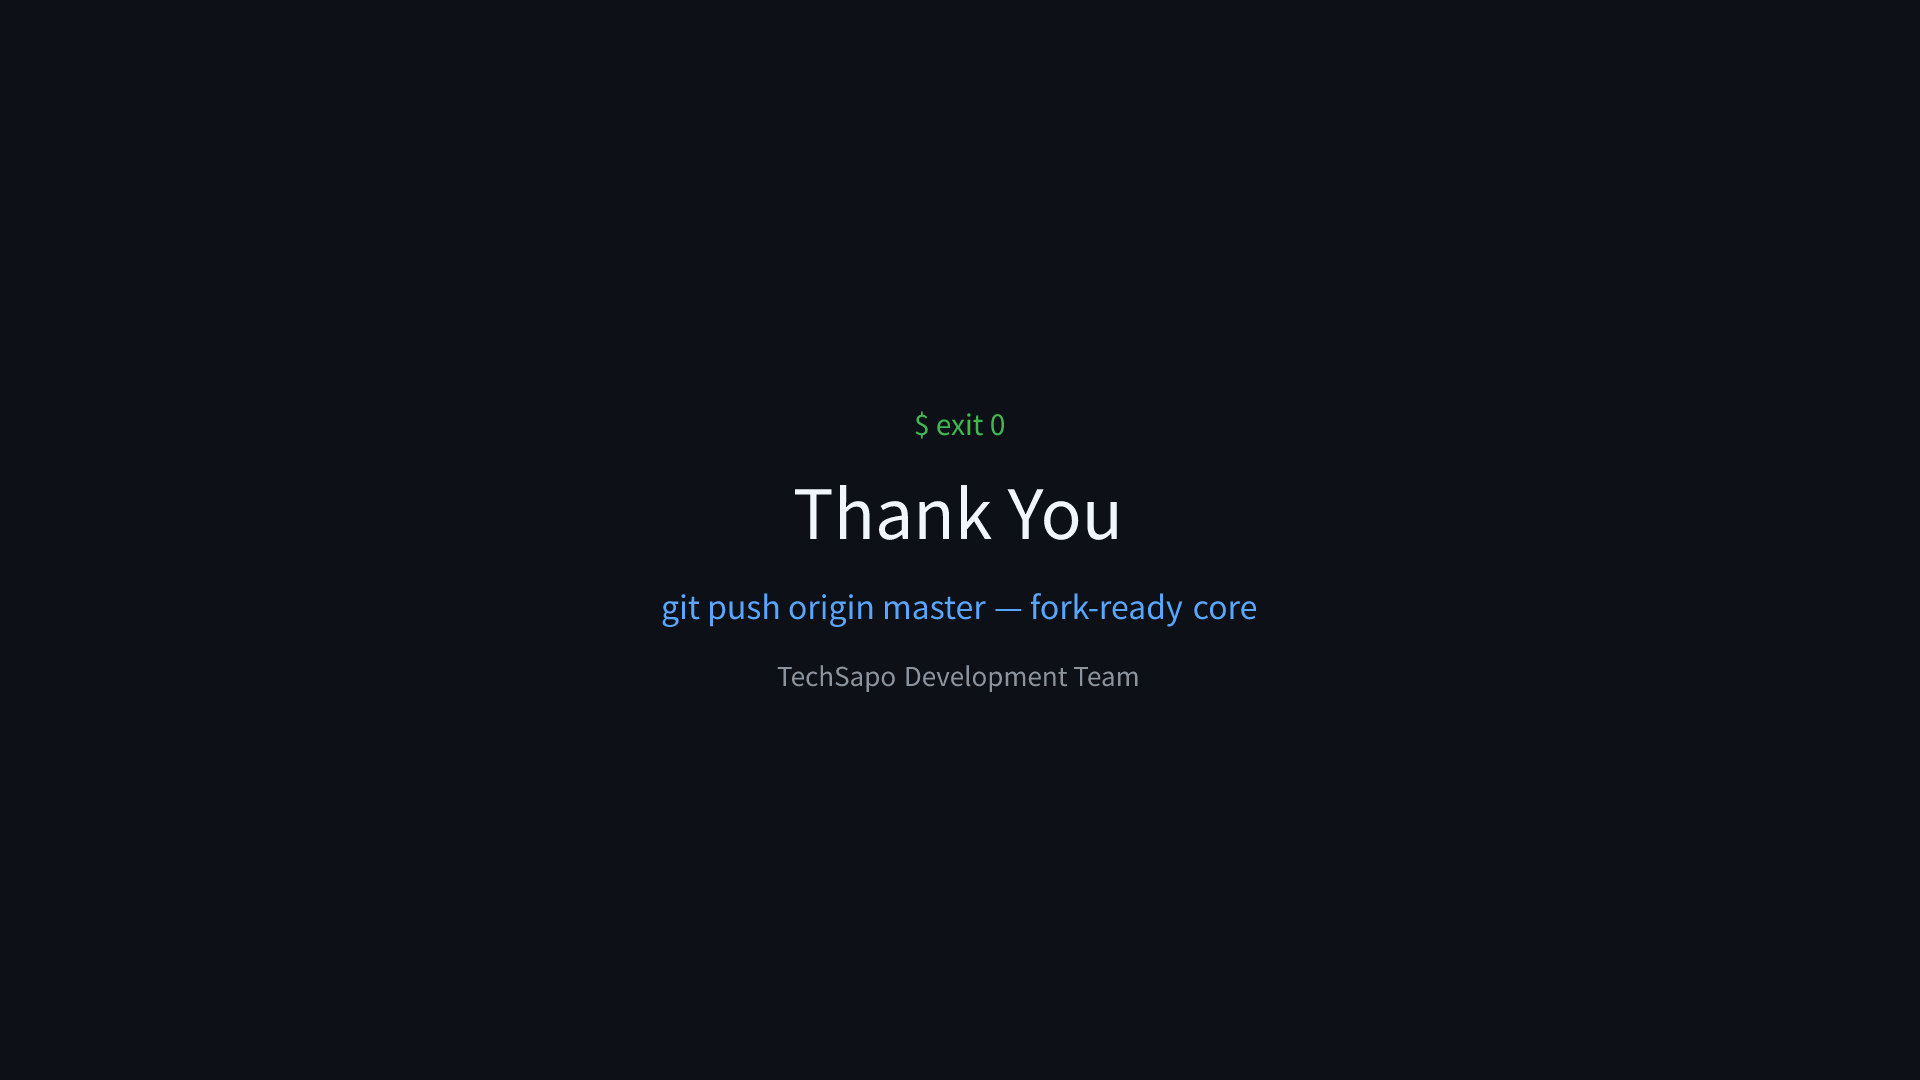 $ exit 0
Thank You
git push origin master — fork-ready core
TechSapo Development Team